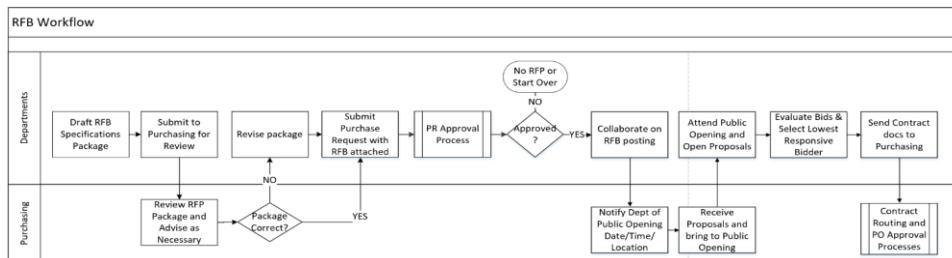 RFB Workflow
Departments
Draft RFB
Specifications
Package
Submit to
Purchasing for
Review
Revise package
Submit
Purchase
Request with
RFB attached
PR Approval
Process
No RFP or
Start Over
NO
Approved
?
YES
Collaborate on
RFB posting
Attend Public
Opening and
Open Proposals
Evaluate Bids &
Select Lowest
Responsive
Bidder
Send Contract
docs to
Purchasing
Purchasing
Review RFP
Package and
Advise as
Necessary
Package
Correct?
NO
YES
Notify Dept of
Public Opening
Date/Time/
Location
Receive
Proposals and
bring to Public
Opening
Contract
Routing and
PO Approval
Processes